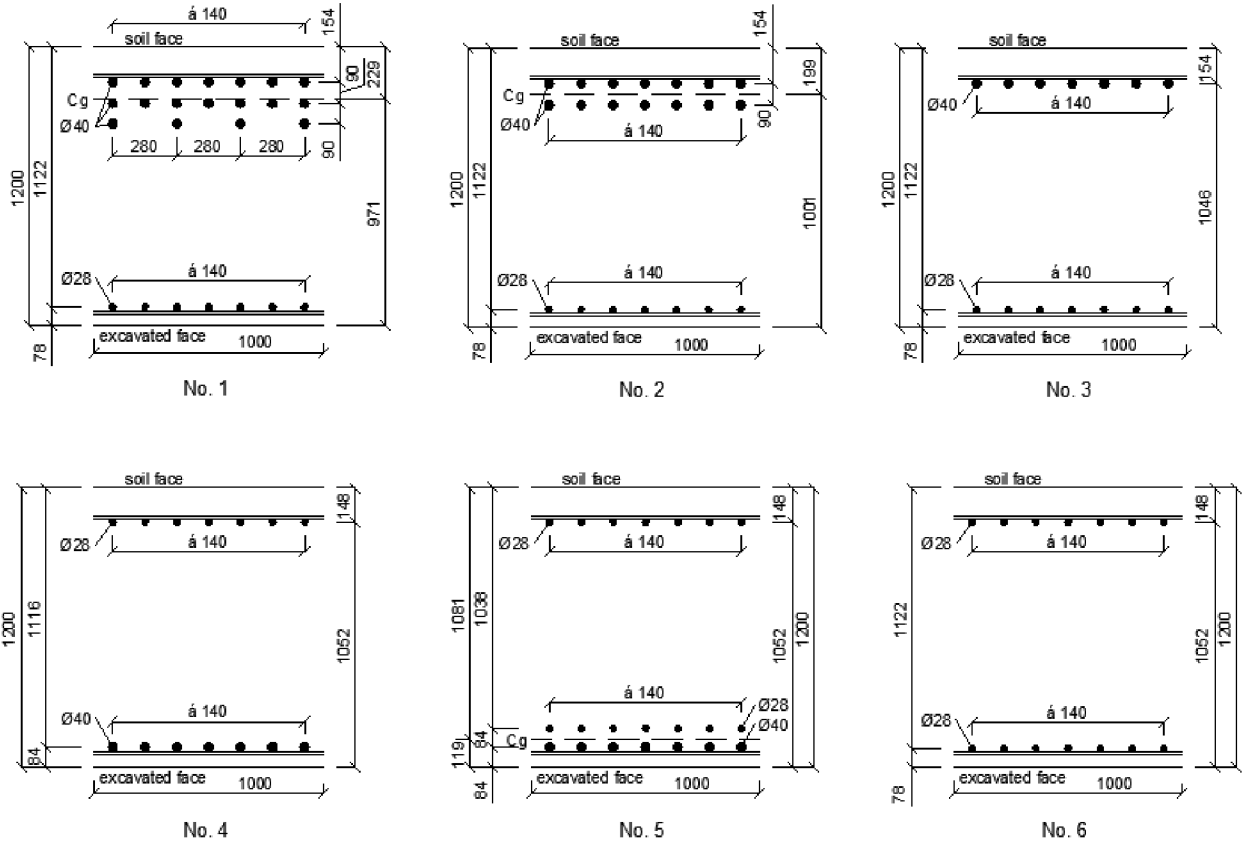 á 140
154
soil face
90
229
Cg
Ø40
280 280 280
90
1200
1122
971
Ø28
á 140
excavated face
1000
78
No. 1
154
soil face
199
Cg
Ø40
90
á 140
1200
1122
1001
Ø28
á 140
excavated face
1000
78
No. 2
soil face
154
Ø40
á 140
1200
1122
1046
Ø28
á 140
excavated face
1000
78
No. 3
soil face
148
Ø28
á 140
1200
1116
1052
Ø40
á 140
84
excavated face
1000
No. 4
soil face
148
Ø28
á 140
1081
1038
1052
1200
á 140
Ø28
Ø40
Cg
119
84
84
excavated face
1000
No. 5
soil face
148
Ø28
á 140
1122
1052
1200
Ø28
á 140
excavated face
1000
78
No. 6